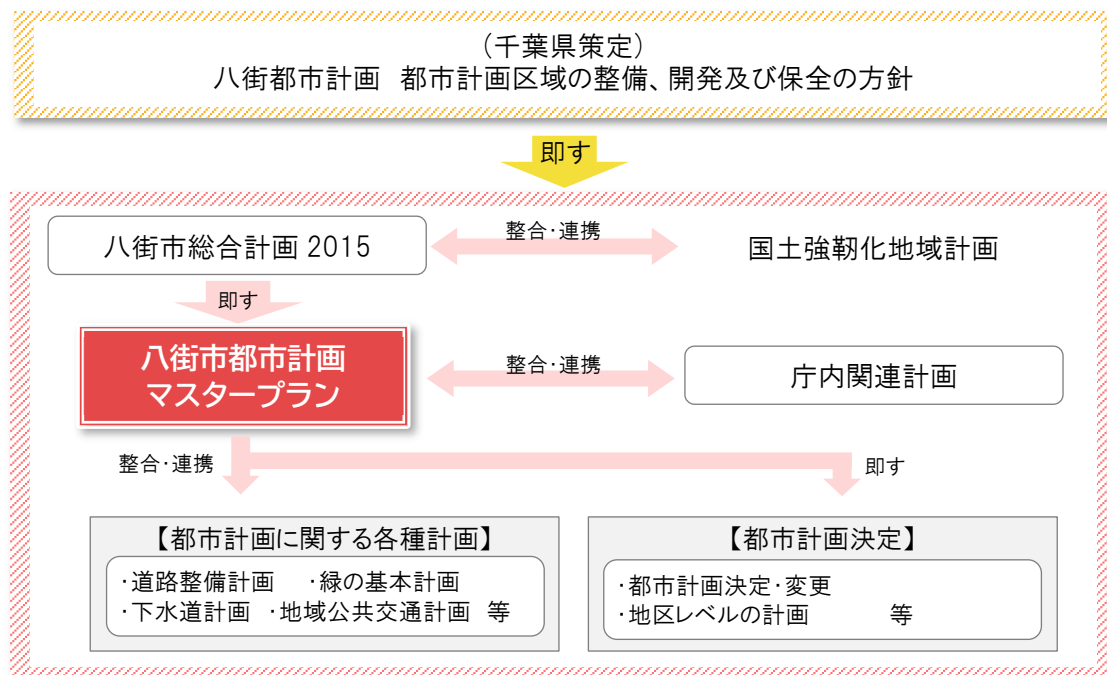 (千葉県策定)
八街都市計画　都市計画区域の整備、開発及び保全の方針
即す
八街市総合計画 2015
整合・連携
国土強靭化地域計画
即す
八街市都市計画
マスタープラン
整合・連携
庁内関連計画
整合・連携
即す
【都市計画に関する各種計画】
・道路整備計画　・緑の基本計画
・下水道計画　・地域公共交通計画　等
【都市計画決定】
・都市計画決定・変更
・地区レベルの計画　　　等